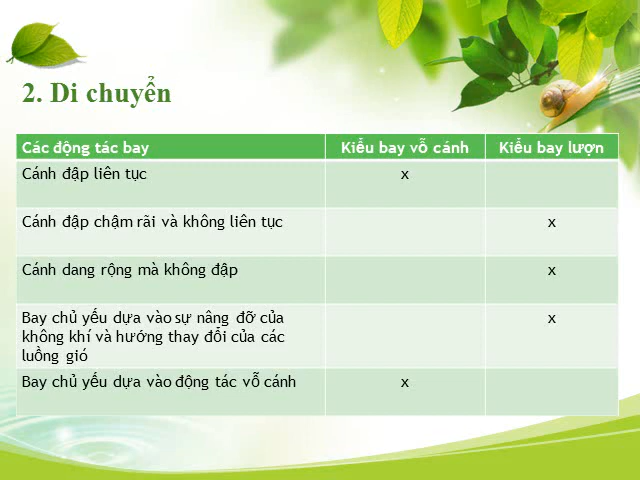 2. Di chuyển
Các động tác bay Kiểu bay vỗ cánh Kiểu bay lượn
Cánh đập liên tục x
Cánh đập chậm rãi và không liên tục x
Cánh dang rộng mà không đập x
Bay chủ yếu dựa vào sự nâng đỡ của x
không khí và hướng thay đổi của các
luồng gió
Bay chủ yếu dựa vào động tác vỗ cánh x